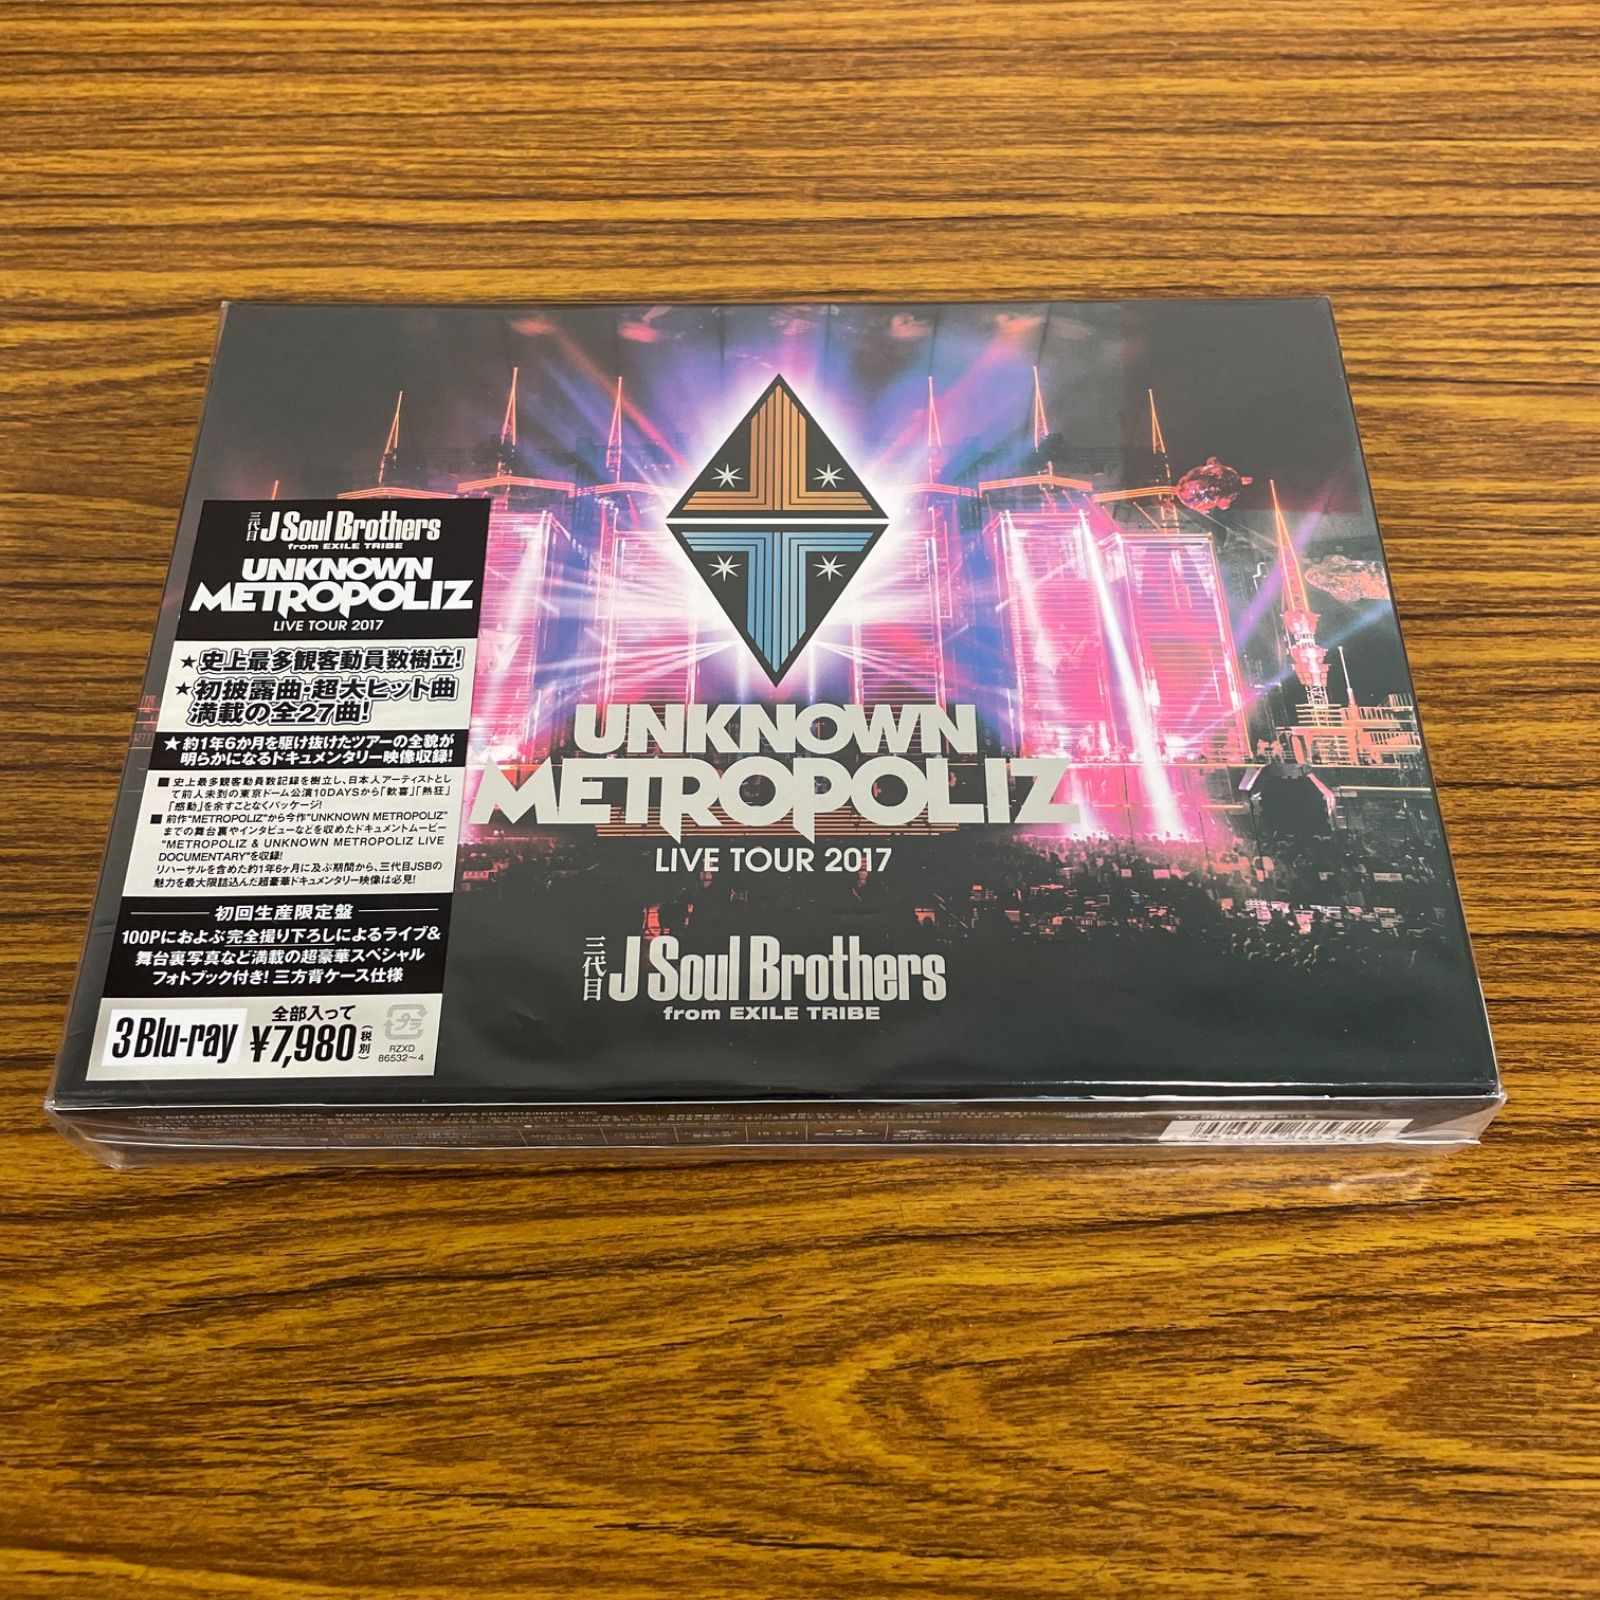 三代目 J Soul Brothers
from EXILE TRIBE
UNKNOWN
METROPOLIZ
LIVE TOUR 2017
★史上最多観客動員数樹立!
★初披露曲・超大ヒット曲
満載の全27曲!
★約1年6か月を駆け抜けたツアーの全貌が
明らかになるドキュメンタリー映像収録!
■史上最多観客動員数記録を樹立し、日本人アーティストとし
て前人未到の東京ドーム公演10DAYSから「歓喜」「熱狂」
「感動」を余すことなくパッケージ!
■前作"METROPOLIZ"から今作"UNKNOWN METROPOLIZ"
までの舞台裏やインタビューなどを収めたドキュメントムービー
"METROPOLIZ & UNKNOWN METROPOLIZ LIVE
DOCUMENTARY"を収録!
リハーサルを含めた約1年6ヶ月に及ぶ期間から、三代目JSBの
魅力を最大限詰込んだ超豪華ドキュメンタリー映像は必見!
初回生産限定盤
100Pにおよぶ完全撮り下ろしによるライブ&
舞台裏写真など満載の超豪華スペシャル
フォトブック付き! 三方背ケース仕様
3Blu-ray
全部入って
¥7,980(税別)
プラ
RZXD
86532~4
UNKNOWN
METROPOLIZ
LIVE TOUR 2017
三代目 J Soul Brothers
from EXILE TRIBE
AVEX ENTERTAINMENT INC. MANUFACTURED BY AVEX ENTERTAINMENT INC.
18.3.21